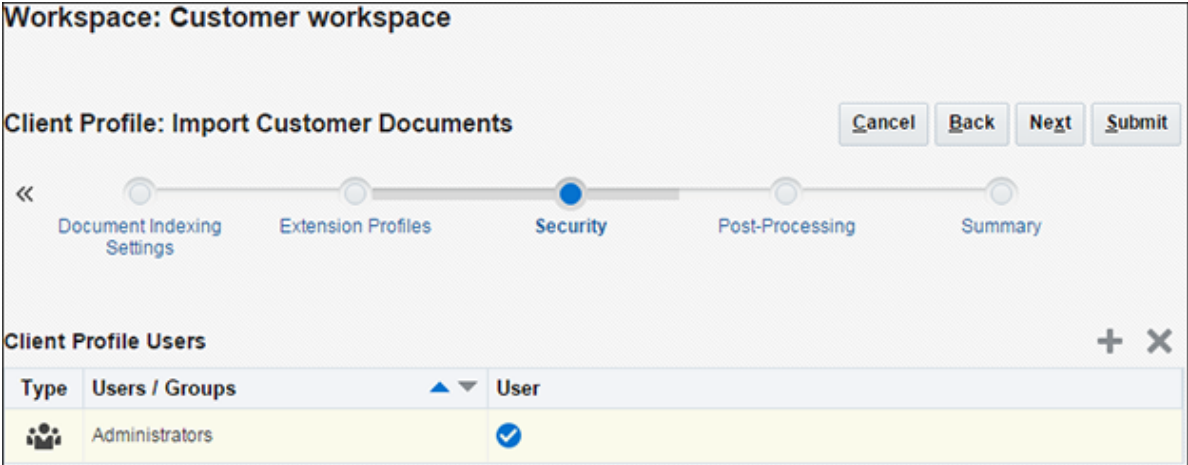 Workspace: Customer workspace
Client Profile: Import Customer Documents
Cancel Back Next Submit
«
Document Indexing Settings
Extension Profiles
Security
Post-Processing
Summary
Client Profile Users
Type Users / Groups User
Administrators